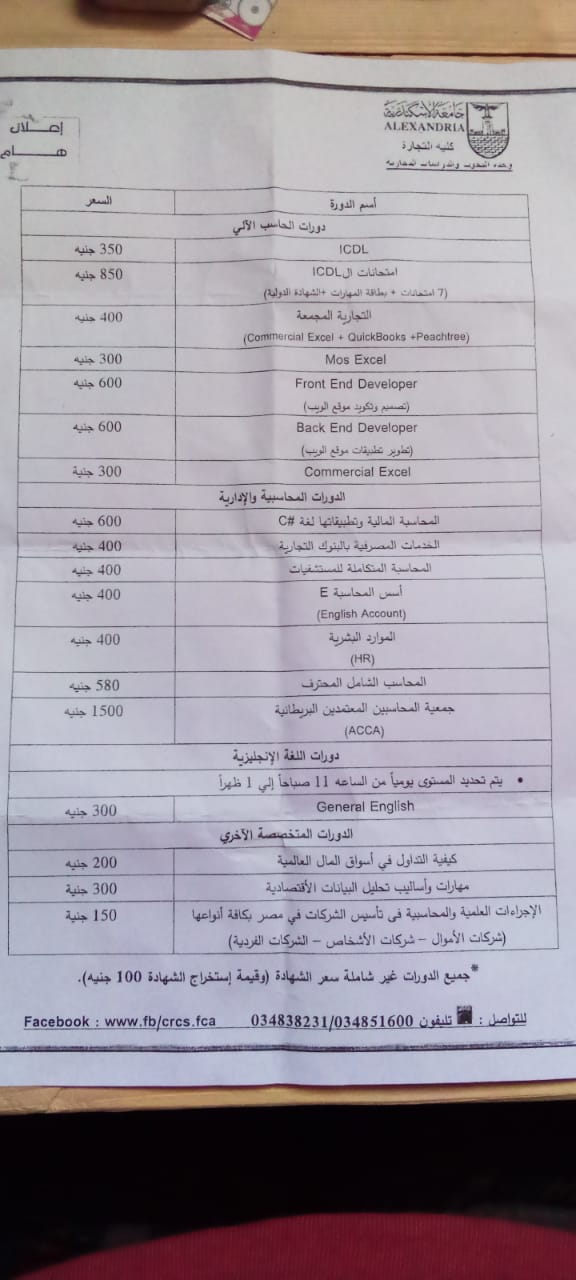 إعلان
هام
جامعة الإسكندرية
ALEXANDRIA
كلية التجارة
وحدة البحوث والدراسات التجارية
أسم الدورة السعر
دورات الحاسب الآلي
ICDL 350 جنيه
امتحانات الICDL 850 جنيه
(7 امتحانات + بطاقة المهارات +الشهادة الدولية)
التجارية المجمعة 400 جنيه
(Commercial Excel + QuickBooks +Peachtree)
Mos Excel 300 جنيه
Front End Developer 600 جنيه
(تصميم وتكويد موقع الويب)
Back End Developer 600 جنيه
(تطوير تطبيقات موقع الويب)
Commercial Excel 300 جنية
الدورات المحاسبية والإدارية
المحاسبة المالية وتطبيقاتها لغة C# 600 جنيه
الخدمات المصرفية بالبنوك التجارية 400 جنيه
المحاسبة المتكاملة للمستشفيات 400 جنيه
أسس المحاسبة E 400 جنيه
(English Account)
الموارد البشرية 400 جنيه
(HR)
المحاسب الشامل المحترف 580 جنيه
جمعية المحاسبين المعتمدين البريطانية 1500 جنيه
(ACCA)
دورات اللغة الإنجليزية
• يتم تحديد المستوى يومياً من الساعه 11 صباحاً إلي 1 ظهراً
General English 300 جنيه
الدورات المتخصصة الآخري
كيفية التداول في أسواق المال العالمية 200 جنيه
مهارات وأساليب تحليل البيانات الأقتصادية 300 جنيه
الإجراءات العلمية والمحاسبية في تأسيس الشركات في مصر بكافة أنواعها 150 جنية
(شركات الأموال – شركات الأشخاص – الشركات الفردية)
*جميع الدورات غير شاملة سعر الشهادة (وقيمة إستخراج الشهادة 100 جنيه).
للتواصل : تليفون 034838231/034851600 Facebook : www.fb/crcs.fca